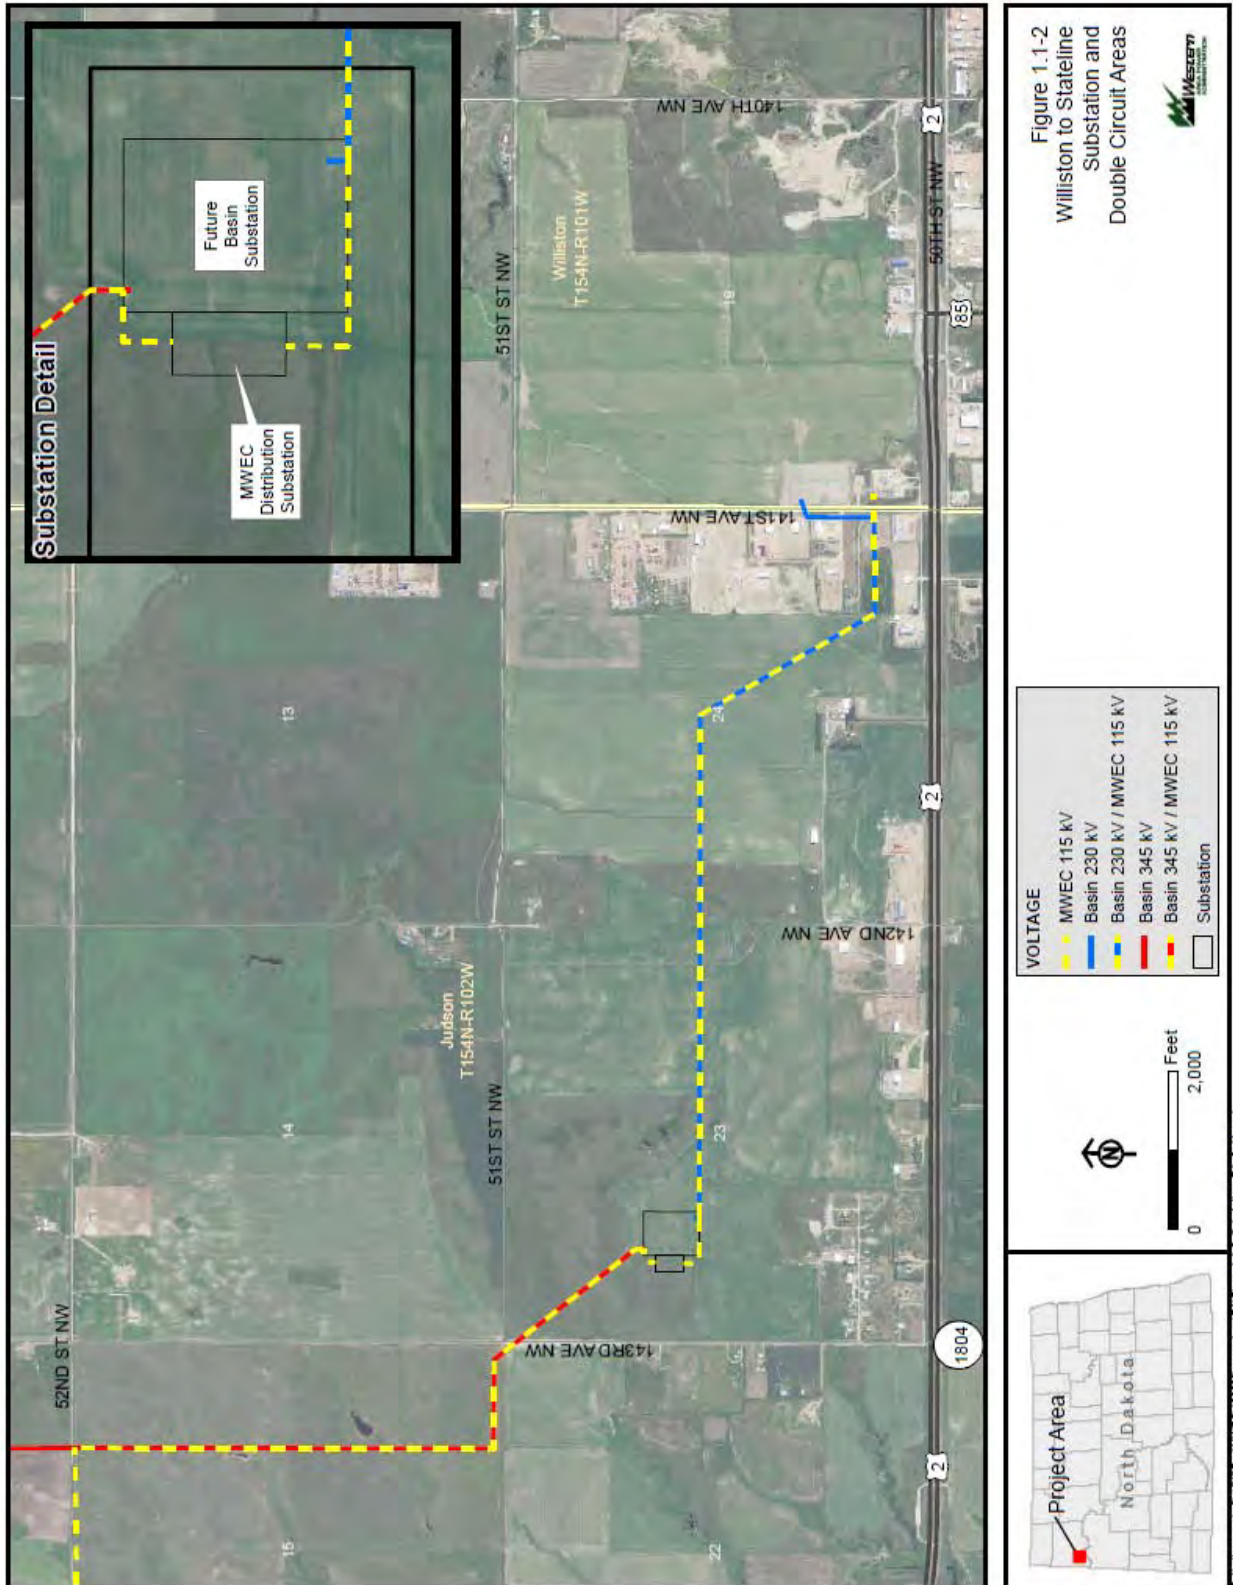 Substation Detail
Future
Basin
Substation
MWEC
Distribution
Substation
52ND ST NW
51ST ST NW
51ST ST NW
50TH ST NW
140TH AVE NW
141ST AVE NW
142ND AVE NW
143RD AVE NW
Williston
T154N-R101W
Judson
T154N-R102W
13
14
15
18
22
23
24
2
2
2
85
1804
Project Area
North Dakota
N
0
2,000
Feet
VOLTAGE
MWEC 115 kV
Basin 230 kV
Basin 230 kV / MWEC 115 kV
Basin 345 kV
Basin 345 kV / MWEC 115 kV
Substation
Figure 1.1-2
Williston to Stateline
Substation and
Double Circuit Areas
Western
AREA POWER
ADMINISTRATION